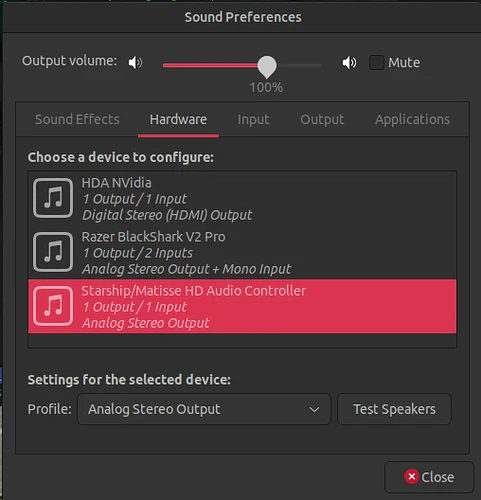 Sound Preferences
Output volume:
Mute
100%
Sound Effects Hardware Input Output Applications
Choose a device to configure:
HDA NVidia
1 Output / 1 Input
Digital Stereo (HDMI) Output
Razer BlackShark V2 Pro
1 Output / 2 Inputs
Analog Stereo Output + Mono Input
Starship/Matisse HD Audio Controller
1 Output / 1 Input
Analog Stereo Output
Settings for the selected device:
Profile: Analog Stereo Output Test Speakers
Close